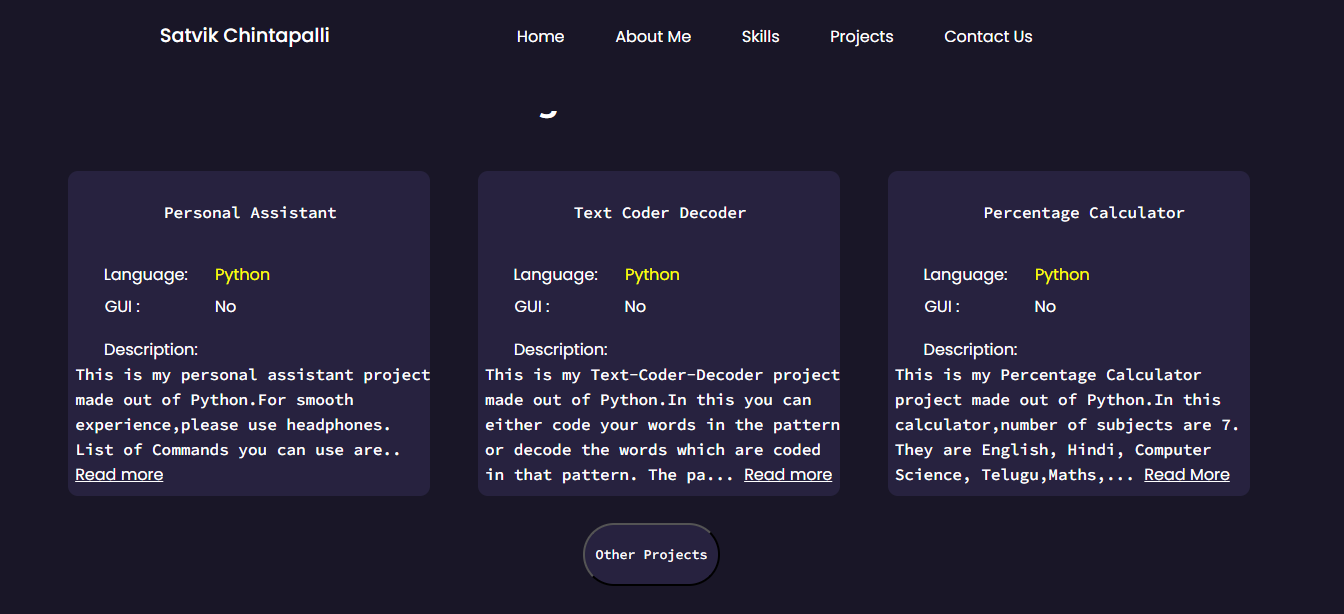 Satvik Chintapalli Home About Me Skills Projects Contact Us
Personal Assistant
Language: Python
GUI : No
Description:
This is my personal assistant project
made out of Python.For smooth
experience,please use headphones.
List of Commands you can use are..
Read more
Text Coder Decoder
Language: Python
GUI : No
Description:
This is my Text-Coder-Decoder project
made out of Python.In this you can
either code your words in the pattern
or decode the words which are coded
in that pattern. The pa... Read more
Percentage Calculator
Language: Python
GUI : No
Description:
This is my Percentage Calculator
project made out of Python.In this
calculator,number of subjects are 7.
They are English, Hindi, Computer
Science, Telugu,Maths,... Read More
Other Projects